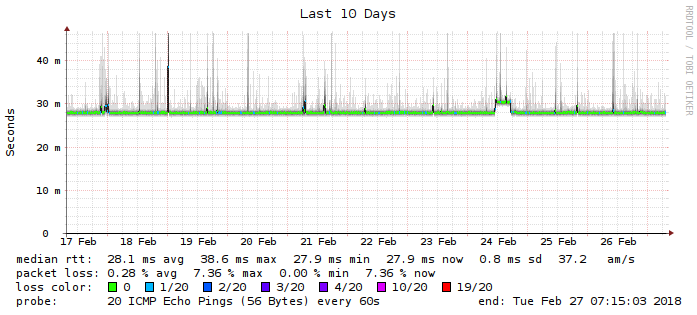 Last 10 Days
RRDTOOL / TOBI OETIKER
Seconds
40 m
30 m
20 m
10 m
0
17 Feb 18 Feb 19 Feb 20 Feb 21 Feb 22 Feb 23 Feb 24 Feb 25 Feb 26 Feb
median rtt: 28.1 ms avg 38.6 ms max 27.9 ms min 27.9 ms now 0.8 ms sd 37.2 am/s
packet loss: 0.28 % avg 7.36 % max 0.00 % min 7.36 % now
loss color: 0 1/20 2/20 3/20 4/20 10/20 19/20
probe: 20 ICMP Echo Pings (56 Bytes) every 60s end: Tue Feb 27 07:15:03 2018